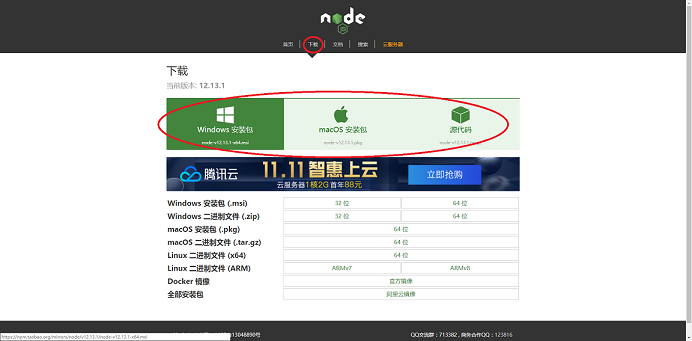 node
JS
首页 下载 文档 搜索 云服务器
下载
当前版本: 12.13.1
Windows 安装包 macOS 安装包 源代码
node-v12.13.1-x64.msi node-v12.13.1.pkg
腾讯云 11.11 智惠上云 立即抢购
云服务器1核2G 首年88元
Windows 安装包 (.msi) 32 位 64 位
Windows 二进制文件 (.zip) 32 位 64 位
macOS 安装包 (.pkg) 64 位
macOS 二进制文件 (.tar.gz) 64 位
Linux 二进制文件 (x64) 64 位
Linux 二进制文件 (ARM) ARMv7 ARMv8
Docker 镜像 官方镜像
全部安装包 阿里云镜像
13048890号 QQ交流群：713382 , 商务合作QQ：123816
https://npm.taobao.org/mirrors/node/v12.13.1/node-v12.13.1-x64.msi